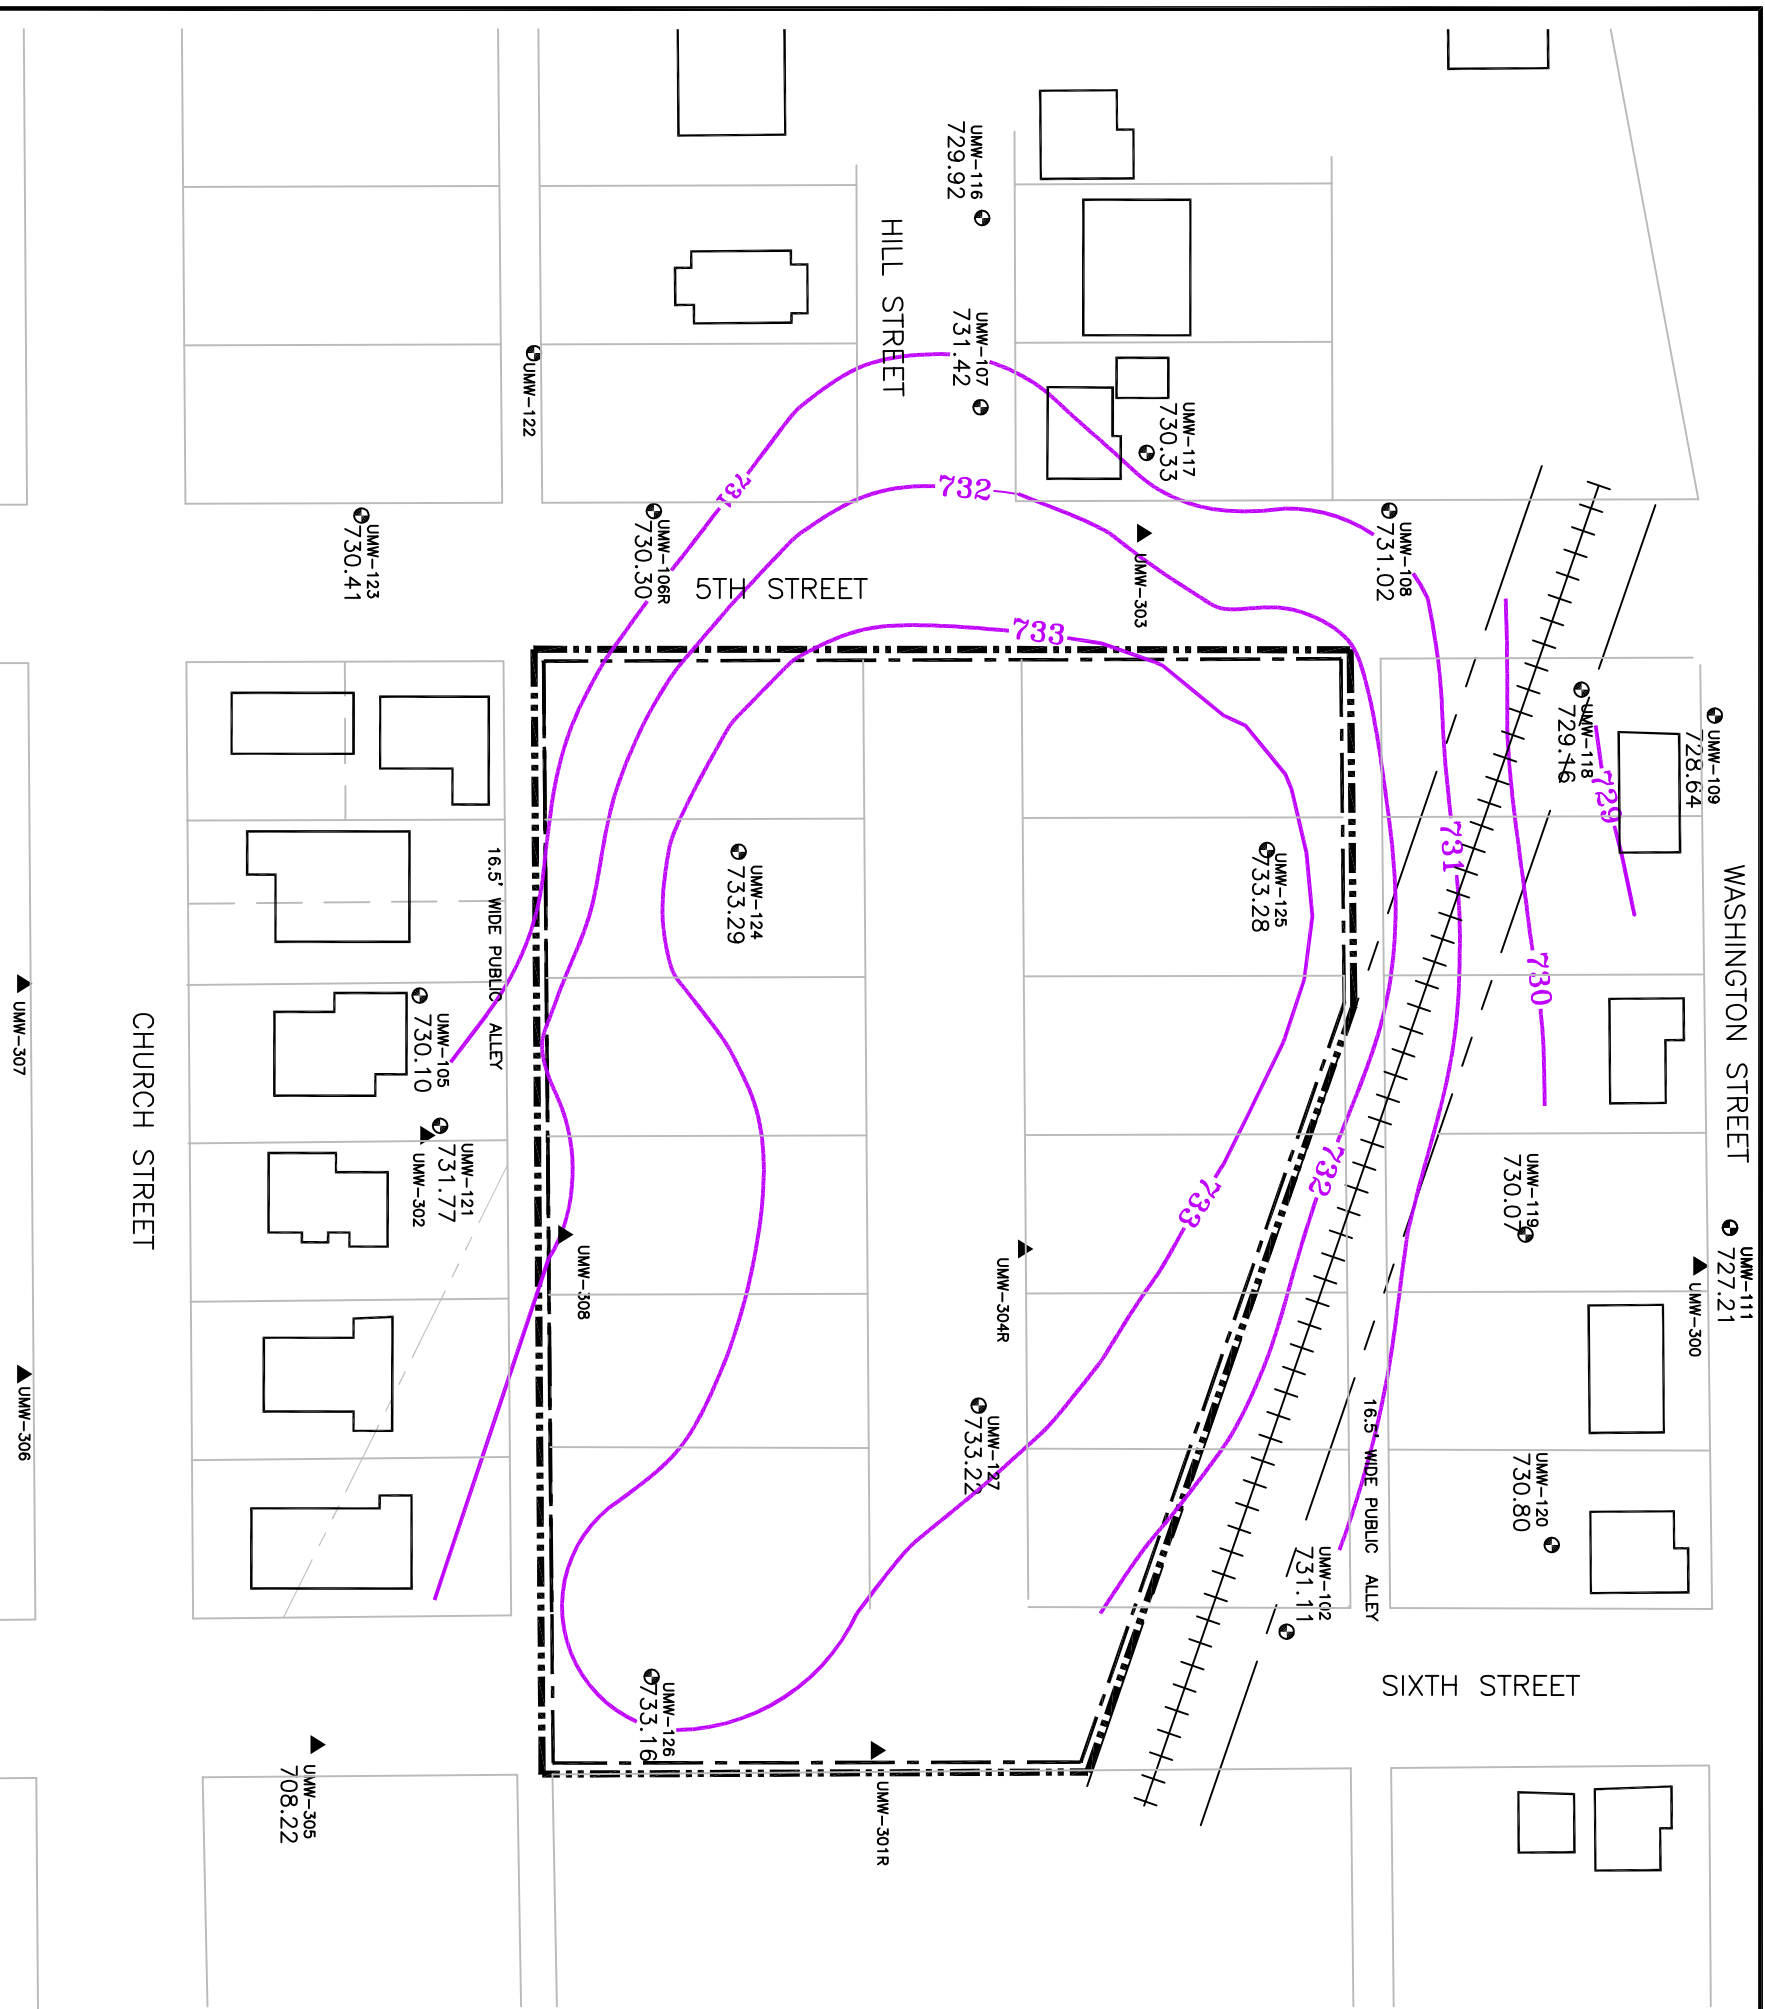 UMW-116
729.92
HILL STREET
UMW-107
731.42
UMW-122
UMW-117
730.33
731
732
UMW-123
730.41
UMW-106R
730.30
5TH STREET
UMW-303
UMW-108
731.02
733
UMW-118
729.16
729
UMW-109
728.64
UMW-124
733.29
UMW-125
733.28
731
16.5' WIDE PUBLIC ALLEY
WASHINGTON STREET
730
UMW-307
CHURCH STREET
UMW-105
730.10
UMW-121
731.77
UMW-302
732
733
UMW-119
730.07
UMW-111
727.21
UMW-300
UMW-308
UMW-304R
UMW-306
UMW-127
733.22
16.5' WIDE PUBLIC ALLEY
UMW-120
730.80
UMW-102
731.11
SIXTH STREET
UMW-126
733.16
UMW-305
708.22
UMW-301R